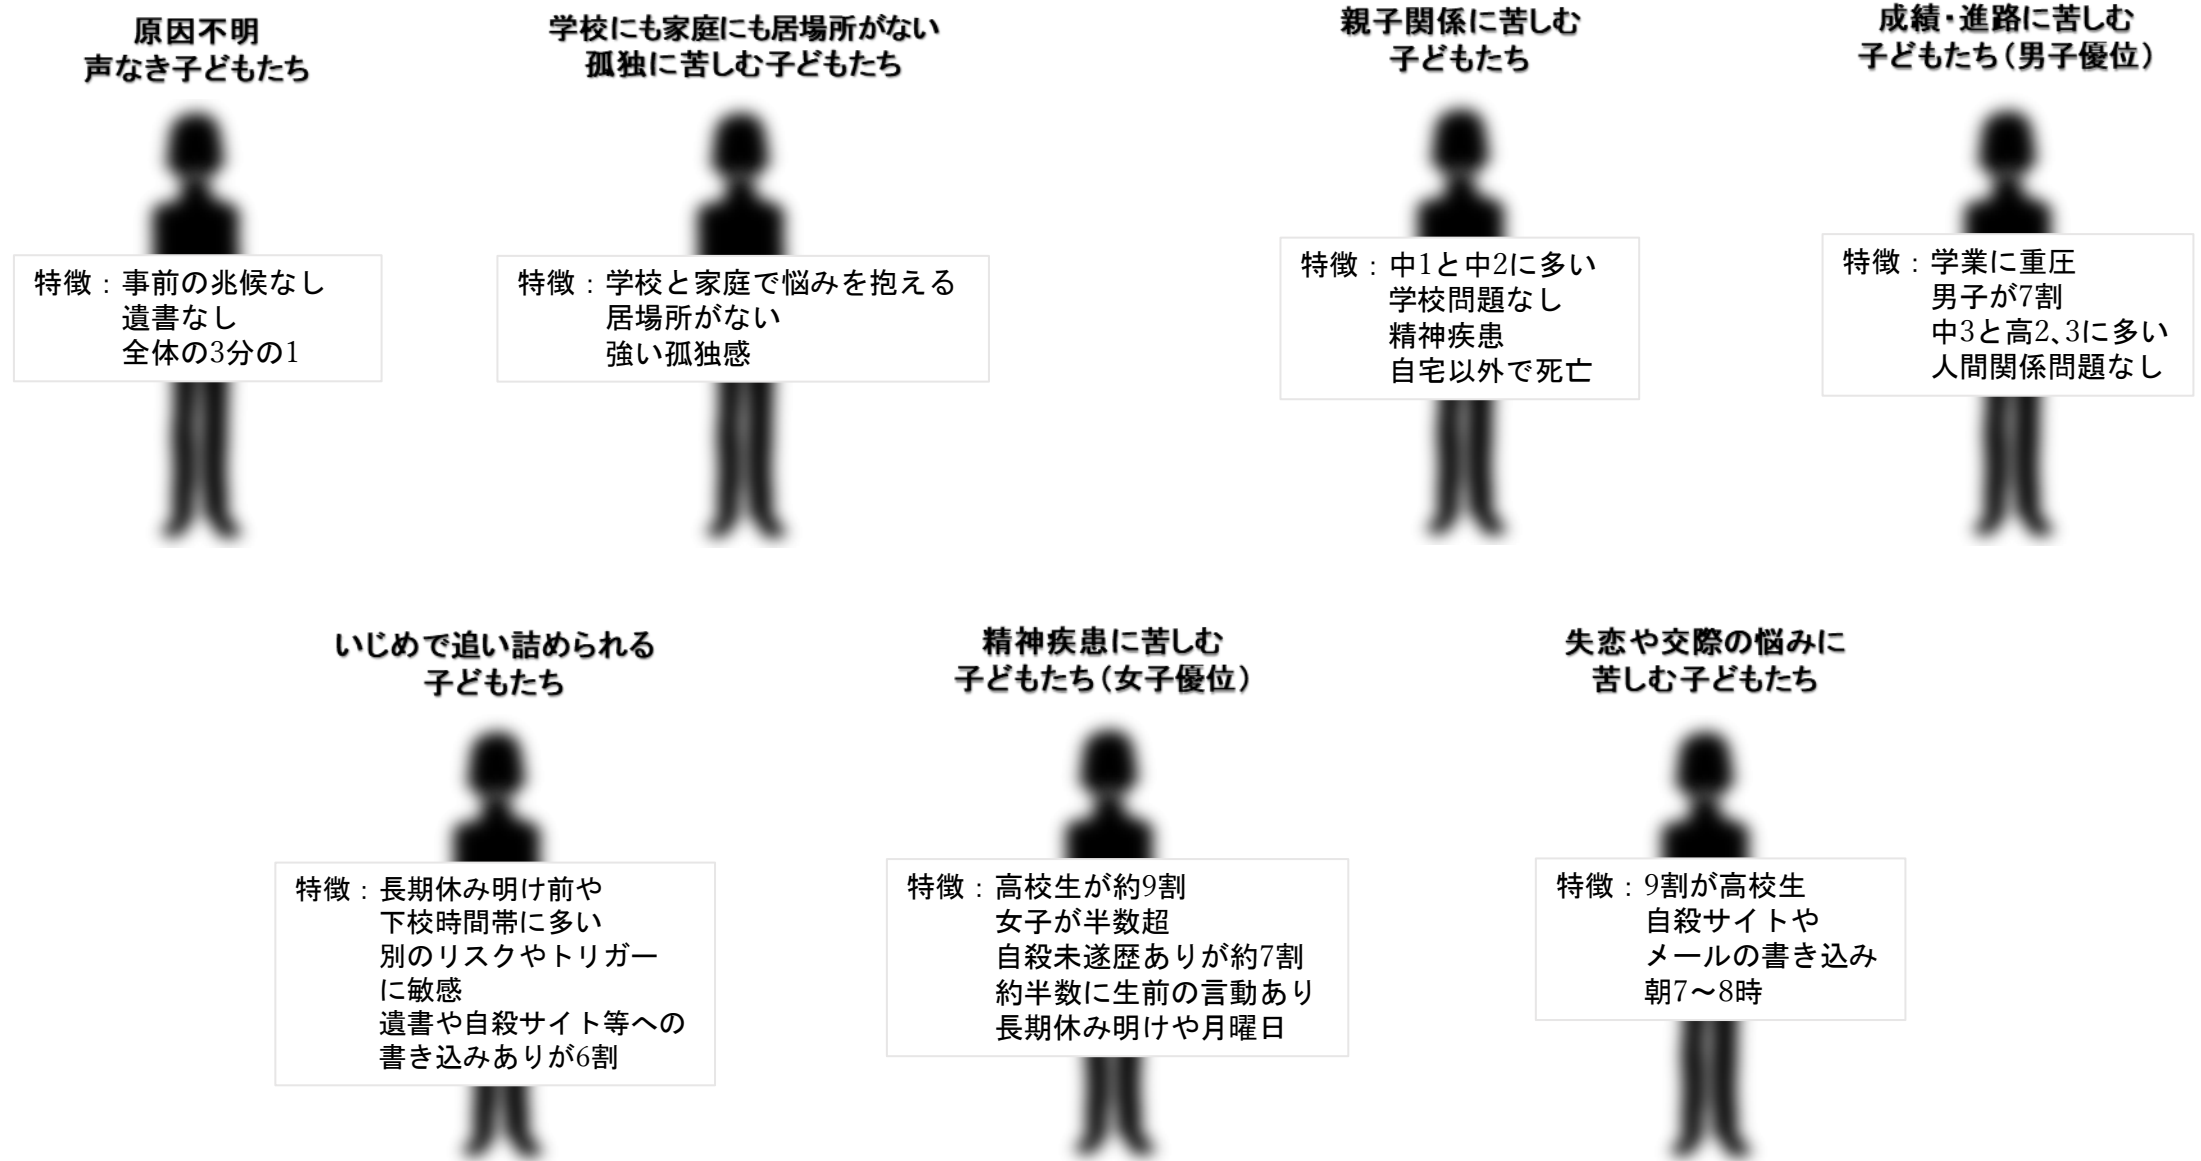 原因不明
声なき子どもたち
特徴：事前の兆候なし
遺書なし
全体の3分の1
学校にも家庭にも居場所がない
孤独に苦しむ子どもたち
特徴：学校と家庭で悩みを抱える
居場所がない
強い孤独感
親子関係に苦しむ
子どもたち
特徴：中1と中2に多い
学校問題なし
精神疾患
自宅以外で死亡
成績・進路に苦しむ
子どもたち（男子優位）
特徴：学業に重圧
男子が7割
中3と高2、3に多い
人間関係問題なし
いじめで追い詰められる
子どもたち
特徴：長期休み明け前や
下校時間帯に多い
別のリスクやトリガー
に敏感
遺書や自殺サイト等への
書き込みありが6割
精神疾患に苦しむ
子どもたち（女子優位）
特徴：高校生が約9割
女子が半数超
自殺未遂歴ありが約7割
約半数に生前の言動あり
長期休み明けや月曜日
失恋や交際の悩みに
苦しむ子どもたち
特徴：9割が高校生
自殺サイトや
メールの書き込み
朝7～8時